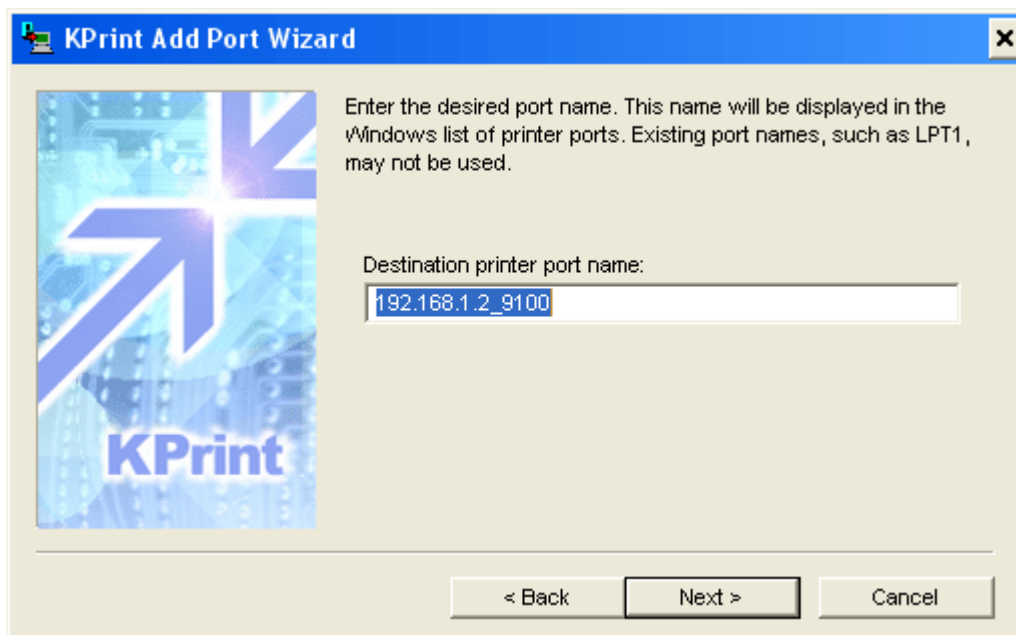 KPrint Add Port Wizard
Enter the desired port name. This name will be displayed in the
Windows list of printer ports. Existing port names, such as LPT1,
may not be used.
Destination printer port name:
192.168.1.2_9100
KPrint
< Back Next > Cancel